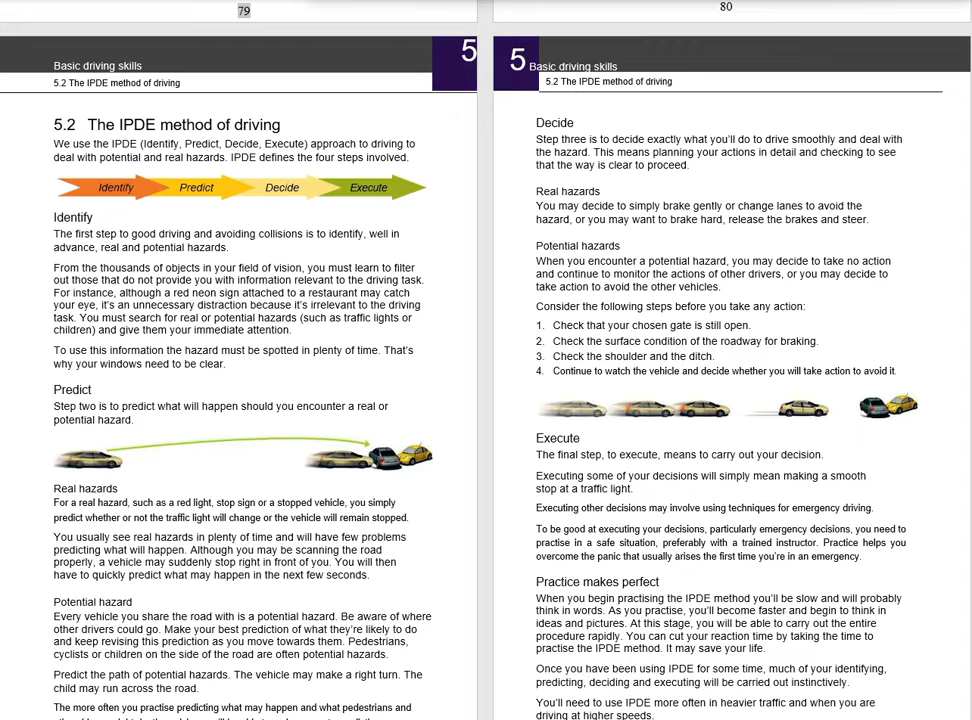 79
Basic driving skills
5
5.2 The IPDE method of driving
5.2 The IPDE method of driving
We use the IPDE (Identify, Predict, Decide, Execute) approach to driving to
deal with potential and real hazards. IPDE defines the four steps involved.
Identify Predict Decide Execute
Identify
The first step to good driving and avoiding collisions is to identify, well in
advance, real and potential hazards.
From the thousands of objects in your field of vision, you must learn to filter
out those that do not provide you with information relevant to the driving task.
For instance, although a red neon sign attached to a restaurant may catch
your eye, it's an unnecessary distraction because it's irrelevant to the driving
task. You must search for real or potential hazards (such as traffic lights or
children) and give them your immediate attention.
To use this information the hazard must be spotted in plenty of time. That's
why your windows need to be clear.
Predict
Step two is to predict what will happen should you encounter a real or
potential hazard.
Real hazards
For a real hazard, such as a red light, stop sign or a stopped vehicle, you simply
predict whether or not the traffic light will change or the vehicle will remain stopped.
You usually see real hazards in plenty of time and will have few problems
predicting what will happen. Although you may be scanning the road
properly, a vehicle may suddenly stop right in front of you. You will then
have to quickly predict what may happen in the next few seconds.
Potential hazard
Every vehicle you share the road with is a potential hazard. Be aware of where
other drivers could go. Make your best prediction of what they're likely to do
and keep revising this prediction as you move towards them. Pedestrians,
cyclists or children on the side of the road are often potential hazards.
Predict the path of potential hazards. The vehicle may make a right turn. The
child may run across the road.
The more often you practise predicting what may happen and what pedestrians and
80
5 Basic driving skills
5.2 The IPDE method of driving
Decide
Step three is to decide exactly what you'll do to drive smoothly and deal with
the hazard. This means planning your actions in detail and checking to see
that the way is clear to proceed.
Real hazards
You may decide to simply brake gently or change lanes to avoid the
hazard, or you may want to brake hard, release the brakes and steer.
Potential hazards
When you encounter a potential hazard, you may decide to take no action
and continue to monitor the actions of other drivers, or you may decide to
take action to avoid the other vehicles.
Consider the following steps before you take any action:
1. Check that your chosen gate is still open.
2. Check the surface condition of the roadway for braking.
3. Check the shoulder and the ditch.
4. Continue to watch the vehicle and decide whether you will take action to avoid it.
Execute
The final step, to execute, means to carry out your decision.
Executing some of your decisions will simply mean making a smooth
stop at a traffic light.
Executing other decisions may involve using techniques for emergency driving.
To be good at executing your decisions, particularly emergency decisions, you need to
practise in a safe situation, preferably with a trained instructor. Practice helps you
overcome the panic that usually arises the first time you're in an emergency.
Practice makes perfect
When you begin practising the IPDE method you'll be slow and will probably
think in words. As you practise, you'll become faster and begin to think in
ideas and pictures. At this stage, you will be able to carry out the entire
procedure rapidly. You can cut your reaction time by taking the time to
practise the IPDE method. It may save your life.
Once you have been using IPDE for some time, much of your identifying,
predicting, deciding and executing will be carried out instinctively.
You'll need to use IPDE more often in heavier traffic and when you are
driving at higher speeds.